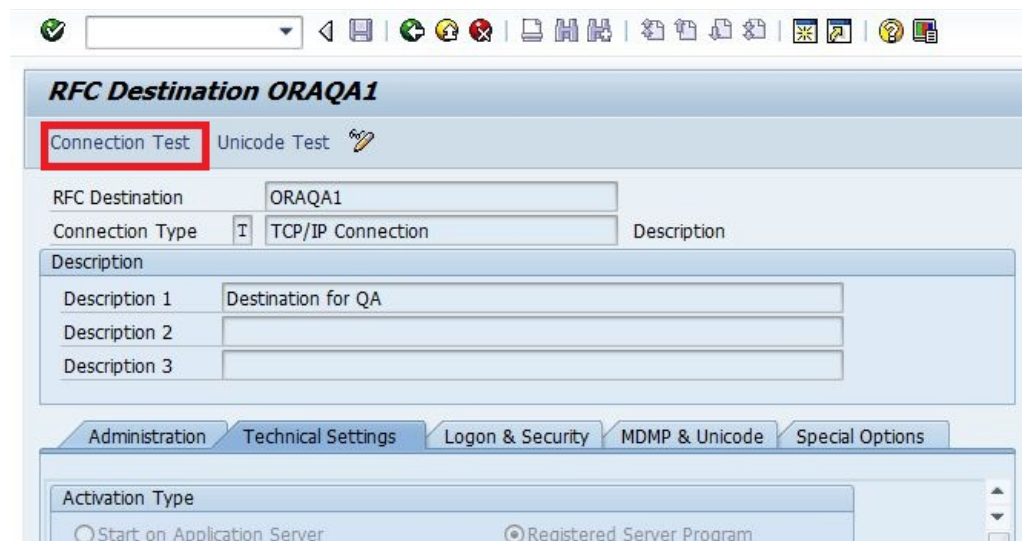 RFC Destination ORAQA1
Connection Test Unicode Test
RFC Destination ORAQA1
Connection Type T TCP/IP Connection Description
Description
Description 1 Destination for QA
Description 2
Description 3
Administration Technical Settings Logon & Security MDMP & Unicode Special Options
Activation Type
Start on Application Server Registered Server Program